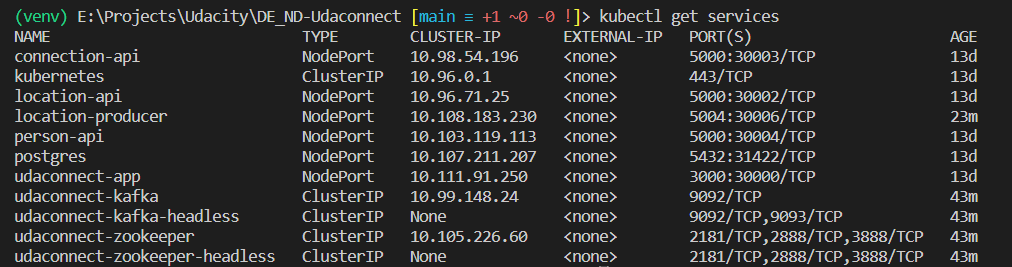 (venv) E:\Projects\Udacity\DE_ND-Udaconnect [main ≡ +1 ~0 -0 !]> kubectl get services
NAME TYPE CLUSTER-IP EXTERNAL-IP PORT(S) AGE
connection-api NodePort 10.98.54.196 <none> 5000:30003/TCP 13d
kubernetes ClusterIP 10.96.0.1 <none> 443/TCP 13d
location-api NodePort 10.96.71.25 <none> 5000:30002/TCP 13d
location-producer NodePort 10.108.183.230 <none> 5004:30006/TCP 23m
person-api NodePort 10.103.119.113 <none> 5000:30004/TCP 13d
postgres NodePort 10.107.211.207 <none> 5432:31422/TCP 13d
udaconnect-app NodePort 10.111.91.250 <none> 3000:30000/TCP 13d
udaconnect-kafka ClusterIP 10.99.148.24 <none> 9092/TCP 43m
udaconnect-kafka-headless ClusterIP None <none> 9092/TCP,9093/TCP 43m
udaconnect-zookeeper ClusterIP 10.105.226.60 <none> 2181/TCP,2888/TCP,3888/TCP 43m
udaconnect-zookeeper-headless ClusterIP None <none> 2181/TCP,2888/TCP,3888/TCP 43m